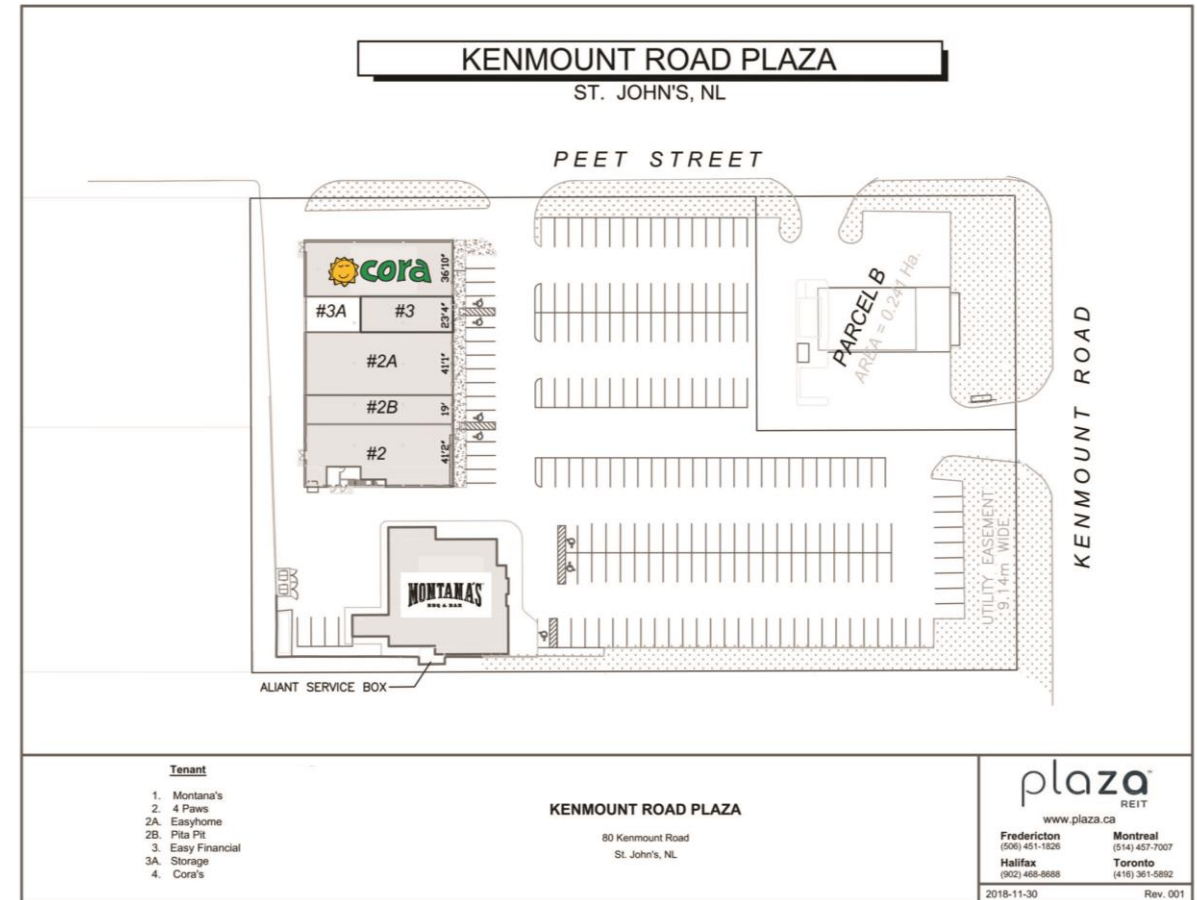 KENMOUNT ROAD PLAZA
ST. JOHN'S, NL
PEET STREET
cora
36'10"
#3A
#3
23'4"
#2A
41'1"
#2B
19'
#2
41'2"
PARCEL B
AREA = 0.241 Ha.
KENMOUNT ROAD
UTILITY EASEMENT
9.14m WIDE
MONTANA'S
BBQ & BAR
ALIANT SERVICE BOX
Tenant
1. Montana's
2. 4 Paws
2A. Easyhome
2B. Pita Pit
3. Easy Financial
3A. Storage
4. Cora's
KENMOUNT ROAD PLAZA
80 Kenmount Road
St. John's, NL
plaza
REIT
www.plaza.ca
Fredericton Montreal
(506) 451-1826 (514) 457-7007
Halifax Toronto
(902) 468-8688 (416) 361-5892
2018-11-30 Rev. 001